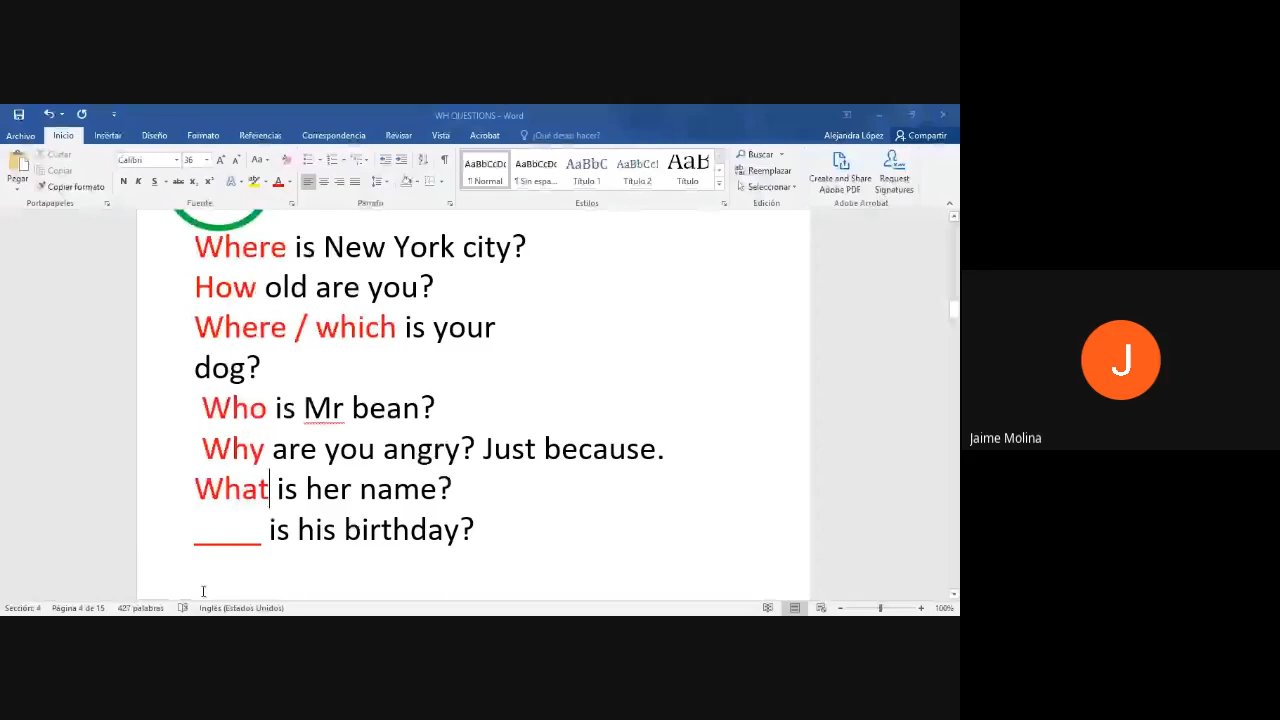 WH QUESTIONS - Word
Archivo Inicio Insertar Diseño Formato Referencias Correspondencia Revisar Vista Acrobat ¿Qué desea hacer? Alejandra López Compartir
Pegar
Cortar
Copiar
Copiar formato
Portapapeles
Calibri 36
Fuente
Párrafo
AaBbCcDc AaBbCcDc AaBbC AaBbCcI AaB
¶ Normal ¶ Sin espa... Título 1 Título 2 Título
Estilos
Buscar
Reemplazar
Seleccionar
Edición
Create and Share Adobe PDF
Request Signatures
Adobe Acrobat
Where is New York city?
How old are you?
Where / which is your
dog?
Who is Mr bean?
Why are you angry? Just because.
What is her name?
_____ is his birthday?
Sección: 4 Página 4 de 15 427 palabras Inglés (Estados Unidos) 100%
J
Jaime Molina